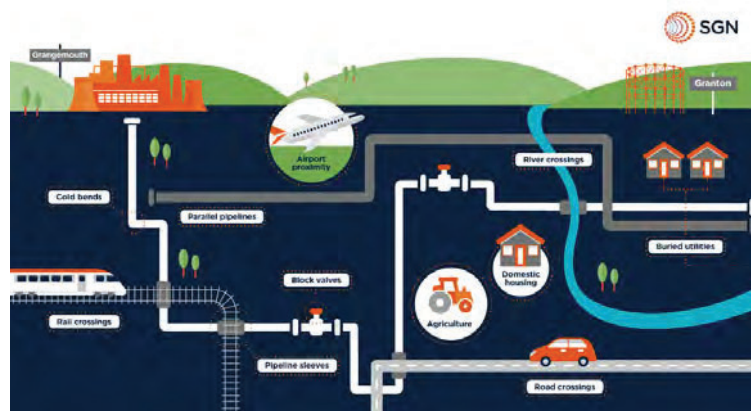 SGN
Grangemouth
Granton
Airport
proximity
River crossings
Cold bends
Parallel pipelines
Buried utilities
Block valves
Domestic
housing
Agriculture
Rail crossings
Pipeline sleeves
Road crossings